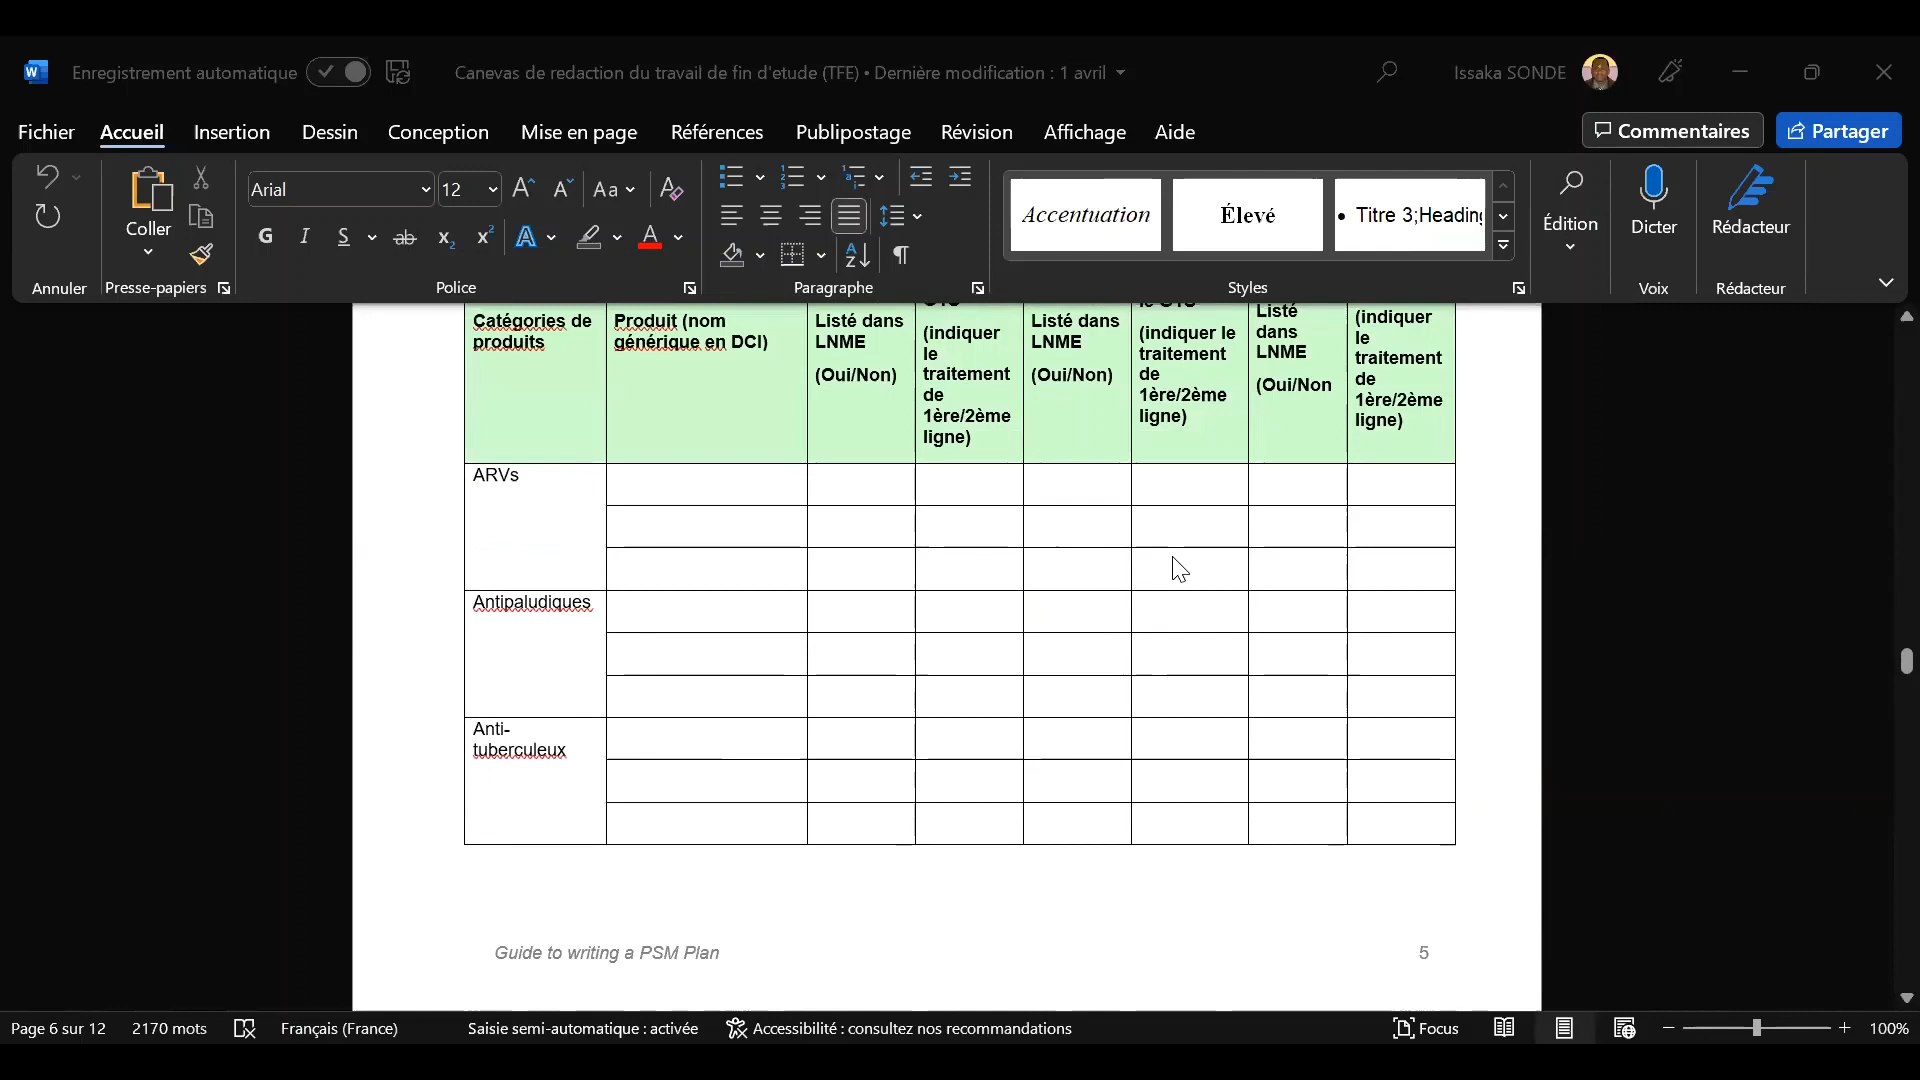 Enregistrement automatique
Canevas de redaction du travail de fin d'etude (TFE) • Dernière modification : 1 avril
Issaka SONDE
Fichier Accueil Insertion Dessin Conception Mise en page Références Publipostage Révision Affichage Aide
Commentaires Partager
Coller
Arial 12
Aa
G I S ab x₂ x² A A
Accentuation
Élevé
• Titre 3;Heading
Édition
Dicter
Rédacteur
Annuler Presse-papiers Police Paragraphe Styles Voix Rédacteur
Catégories de
produits
Produit (nom
générique en DCI)
Listé dans
LNME
(Oui/Non)
(indiquer
le
traitement
de
1ère/2ème
ligne)
Listé dans
LNME
(Oui/Non)
(indiquer le
traitement
de
1ère/2ème
ligne)
Listé
dans
LNME
(Oui/Non
(indiquer
le
traitement
de
1ère/2ème
ligne)
ARVs
Antipaludiques
Anti-
tuberculeux
Guide to writing a PSM Plan 5
Page 6 sur 12 2170 mots Français (France) Saisie semi-automatique : activée Accessibilité : consultez nos recommandations Focus 100%